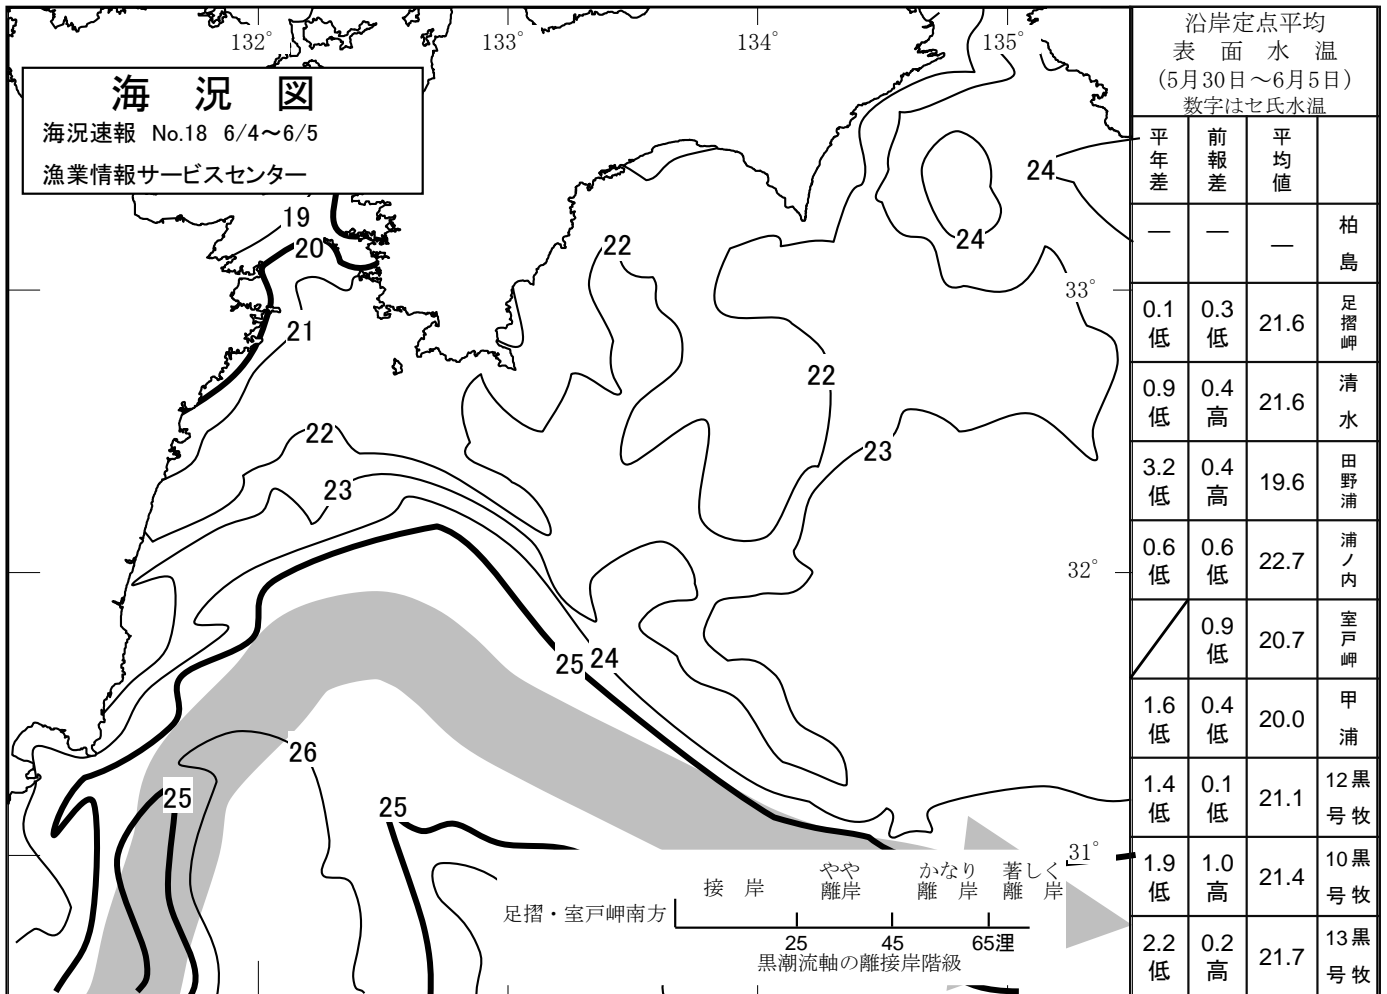 132°
133°
134°
135°
海況図
海況速報 No.18 6/4～6/5
漁業情報サービスセンター
19
20
21
22
22
22
23
23
24
24
24
25
25
25
26
33°
32°
31°
接岸
やや離岸
かなり離岸
著しく離岸
足摺・室戸岬南方
25 45 65浬
黒潮流軸の離接岸階級
沿岸定点平均
表面水温
(5月30日～6月5日)
数字はセ氏水温
平年差 前報差 平均値
— — — 柏島
0.1低 0.3低 21.6 足摺岬
0.9低 0.4高 21.6 清水
3.2低 0.4高 19.6 田野浦
0.6低 0.6低 22.7 浦ノ内
0.9低 20.7 室戸岬
1.6低 0.4低 20.0 甲浦
1.4低 0.1低 21.1 黒牧12号
1.9低 1.0高 21.4 黒牧10号
2.2低 0.2高 21.7 黒牧13号